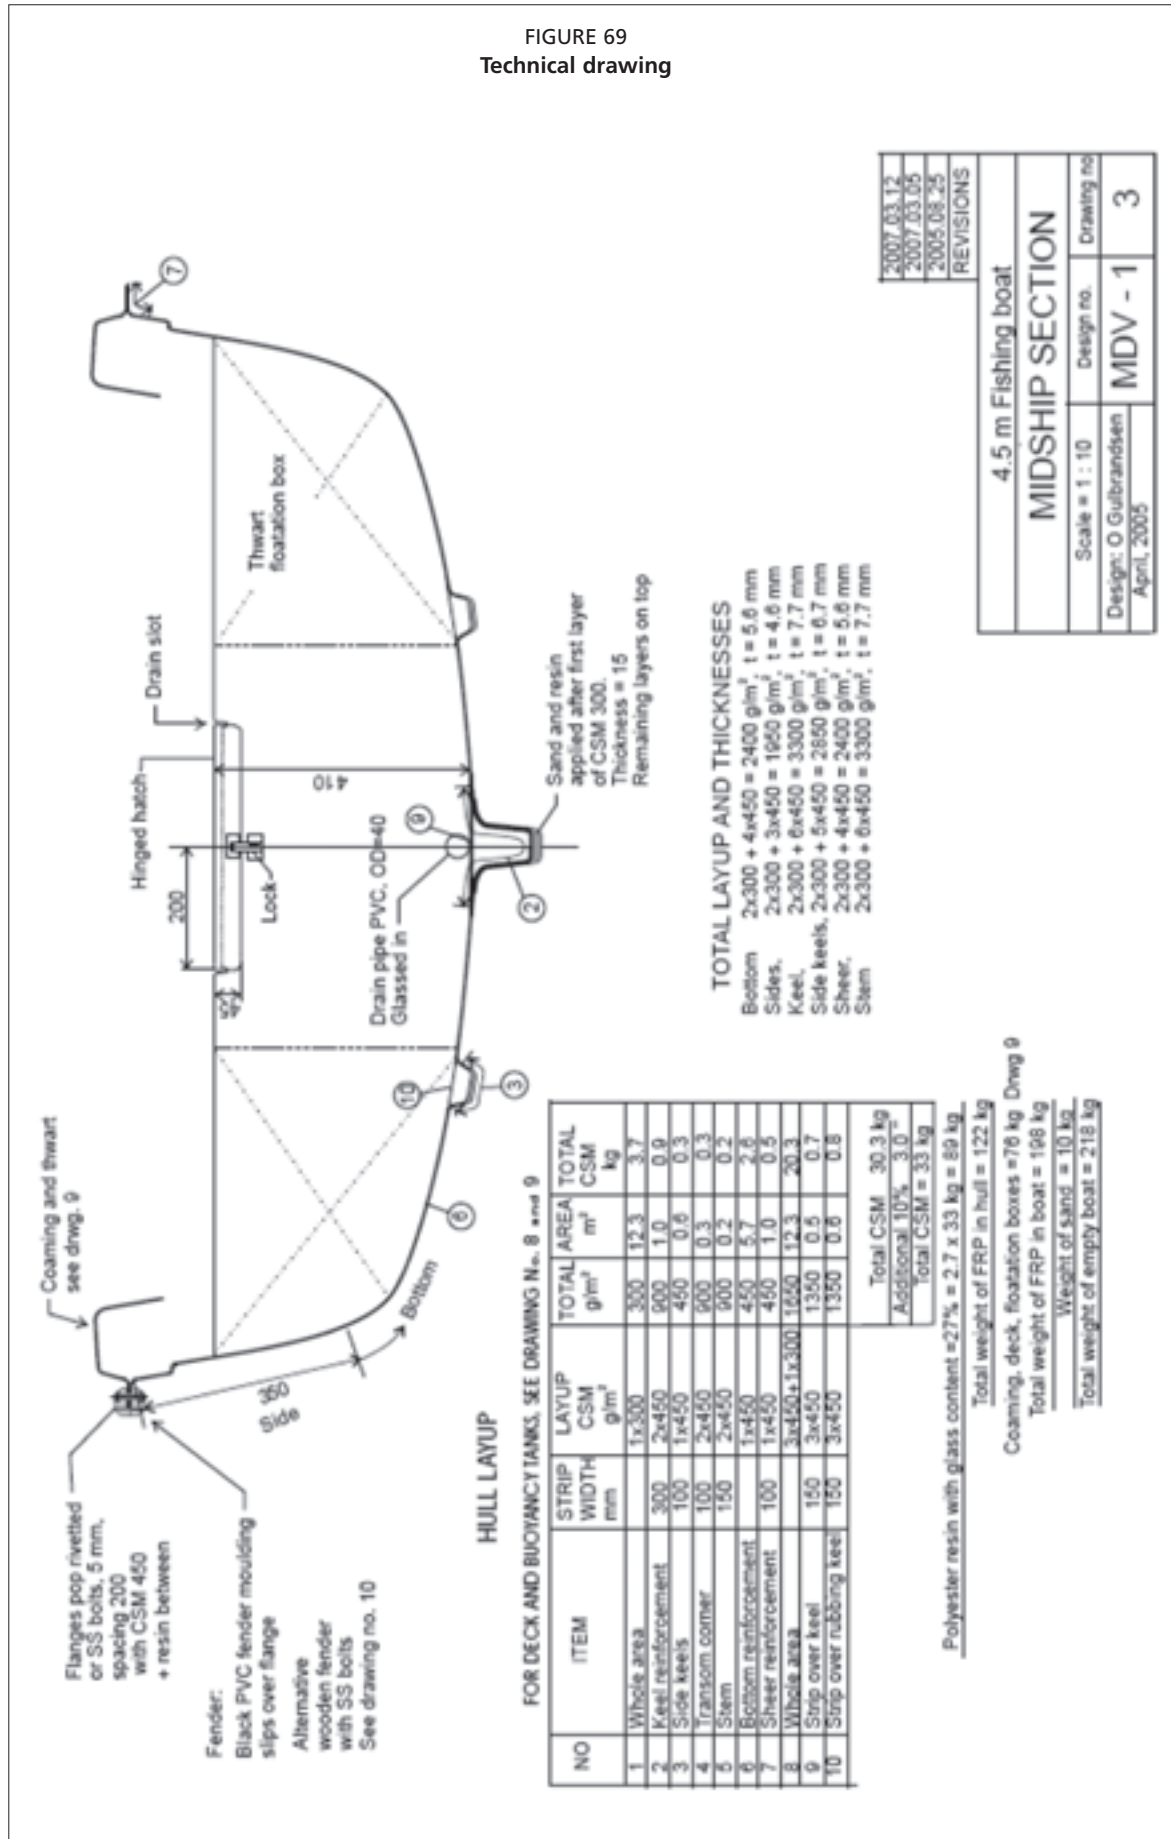 FIGURE 69
Technical drawing
Flanges pop rivetted
or SS bolts, 5 mm,
spacing 200
with CSM 450
+ resin between
Fender:
Black PVC fender moulding
slips over flange
Alternative
wooden fender
with SS bolts
See drawing no. 10
Coaming and thwart
see drwg. 9
350
Side
Bottom
6
10
3
Hinged hatch
Drain slot
200
45
Lock
410
Drain pipe PVC, OD=40
Glassed in
9
2
Thwart
floatation box
7
Sand and resin
applied after first layer
of CSM 300.
Thickness = 15
Remaining layers on top
HULL LAYUP
FOR DECK AND BUOYANCY TANKS, SEE DRAWING No. 8 and 9
NO ITEM STRIP WIDTH mm LAYUP CSM g/m² TOTAL g/m² AREA m² TOTAL CSM kg
1 Whole area 1x300 300 12.3 3.7
2 Keel reinforcement 300 2x450 900 1.0 0.9
3 Side keels 100 1x450 450 0.6 0.3
4 Transom corner 100 2x450 900 0.3 0.3
5 Stem 150 2x450 900 0.2 0.2
6 Bottom reinforcement 1x450 450 5.7 2.6
7 Sheer reinforcement 100 1x450 450 1.0 0.5
8 Whole area 3x450+1x300 1650 12.3 20.3
9 Strip over keel 150 3x450 1350 0.5 0.7
10 Strip over rubbing keel 150 3x450 1350 0.6 0.8
Total CSM 30.3 kg
Additional 10% 3.0 "
Total CSM = 33 kg
Polyester resin with glass content =27% = 2.7 x 33 kg = 89 kg
Total weight of FRP in hull = 122 kg
Coaming, deck, floatation boxes =76 kg Drwg 9
Total weight of FRP in boat = 198 kg
Weight of sand = 10 kg
Total weight of empty boat = 218 kg
TOTAL LAYUP AND THICKNESSES
Bottom 2x300 + 4x450 = 2400 g/m², t = 5.6 mm
Sides, 2x300 + 3x450 = 1950 g/m², t = 4.6 mm
Keel, 2x300 + 6x450 = 3300 g/m², t = 7.7 mm
Side keels, 2x300 + 5x450 = 2850 g/m², t = 6.7 mm
Sheer, 2x300 + 4x450 = 2400 g/m², t = 5.6 mm
Stem 2x300 + 6x450 = 3300 g/m², t = 7.7 mm
2007.03.12
2007.03.05
2005.08.25
REVISIONS
4.5 m Fishing boat
MIDSHIP SECTION
Scale = 1 : 10 Design no. Drawing no
Design: O Gulbrandsen
April, 2005
MDV - 1 3